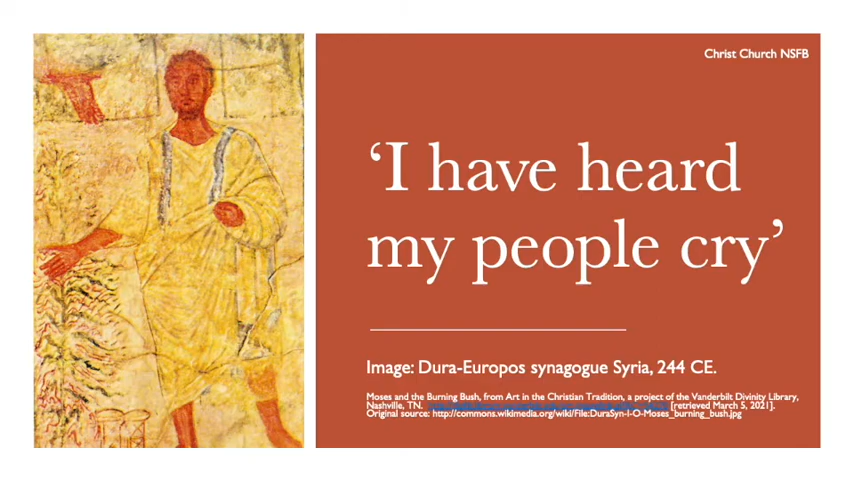 Christ Church NSFB
‘I have heard
my people cry’
Image: Dura-Europos synagogue Syria, 244 CE.
Moses and the Burning Bush, from Art in the Christian Tradition, a project of the Vanderbilt Divinity Library,
Nashville, TN. [retrieved March 5, 2021].
Original source: http://commons.wikimedia.org/wiki/File:DuraSyn-I-O-Moses_burning_bush.jpg